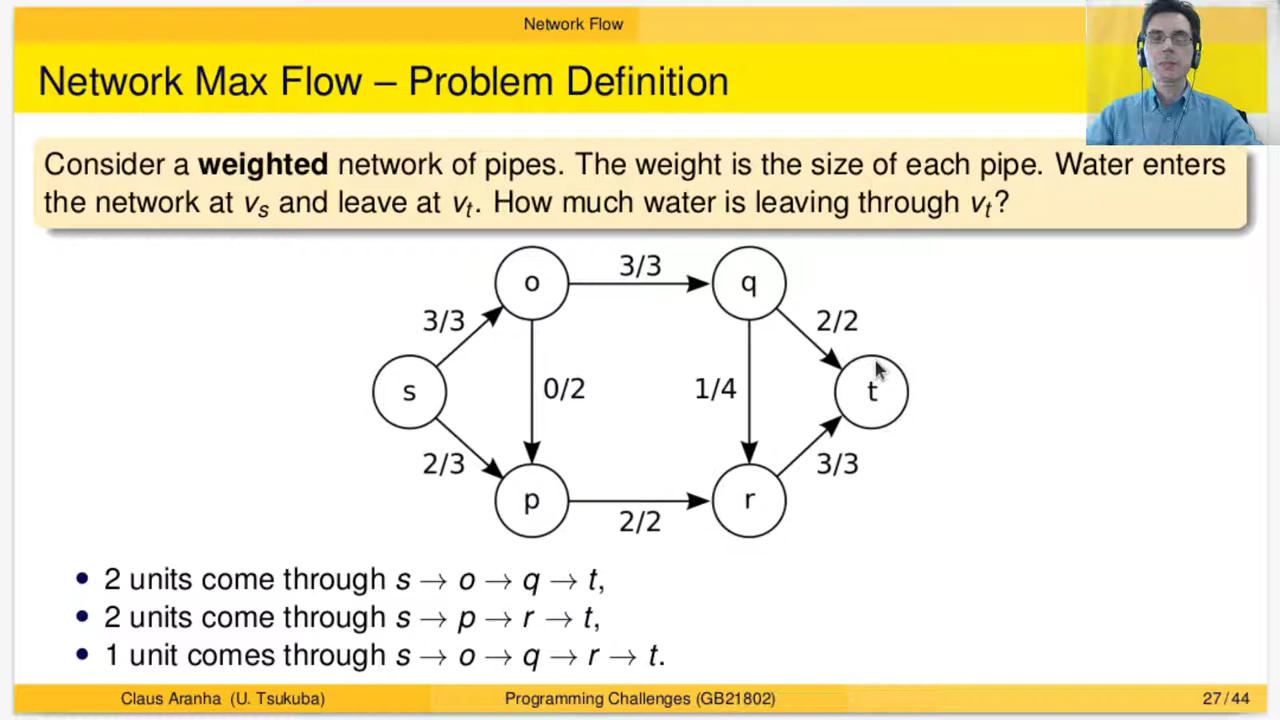 Network Flow
Network Max Flow – Problem Definition
Consider a weighted network of pipes. The weight is the size of each pipe. Water enters
the network at vs and leave at vt. How much water is leaving through vt?
o 3/3 q
3/3 2/2
s 0/2 1/4 t
2/3 3/3
p 2/2 r
• 2 units come through s → o → q → t,
• 2 units come through s → p → r → t,
• 1 unit comes through s → o → q → r → t.
Claus Aranha (U. Tsukuba) Programming Challenges (GB21802) 27 / 44